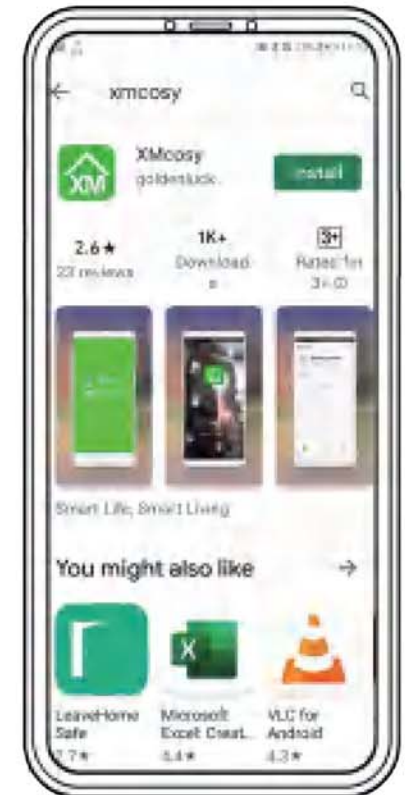 xmcosy
XM
XMcosy
goldenluck..
Install
2.6★
23 reviews
1K+
Download
s
3+
Rated for
3+
Smart Life, Smart Living
You might also like
LeaveHome
Safe
Microsoft
Excel: Creat..
VLC for
Android
X
4.4★
4.3★